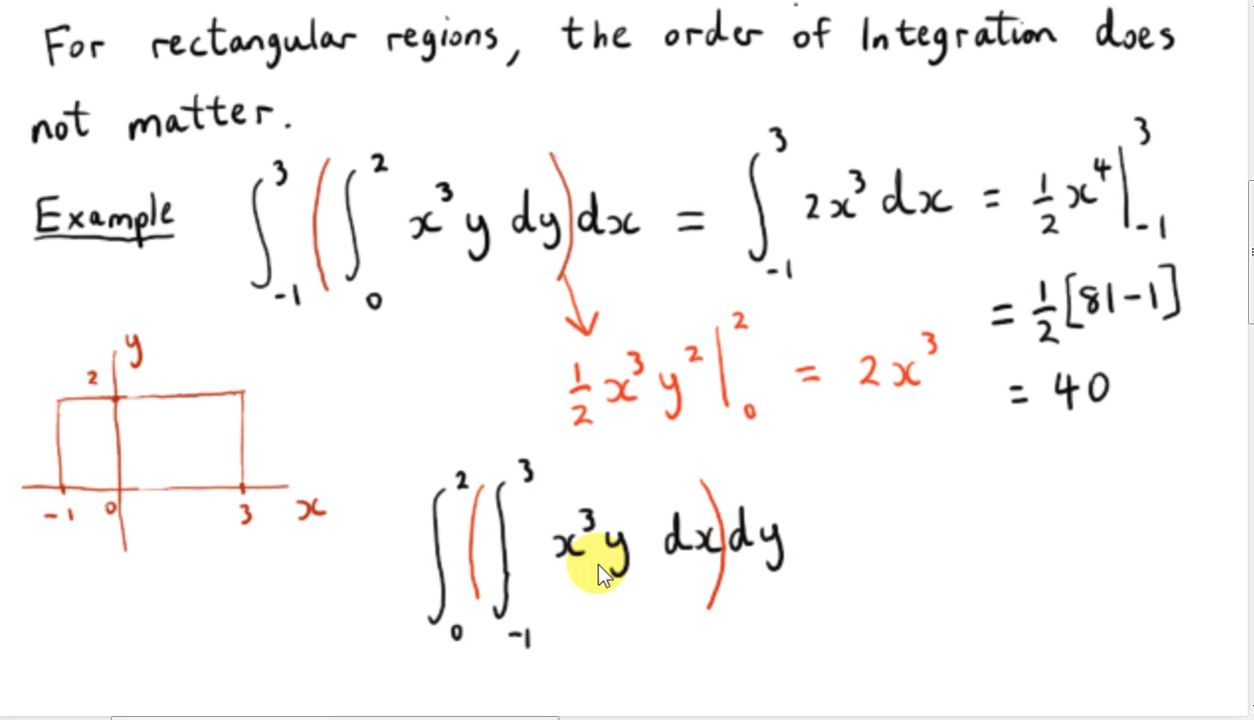 For rectangular regions, the order of Integration does
not matter.
Example ∫_{-1}^{3} (∫_{0}^{2} x³y dy) dx = ∫_{-1}^{3} 2x³ dx = ½x⁴|_{-1}^{3}
= ½[81-1]
½x³y²|_{0}^{2} = 2x³
= 40
y
2
-1 0 3 x
∫_{0}^{2} (∫_{-1}^{3} x³y dx) dy